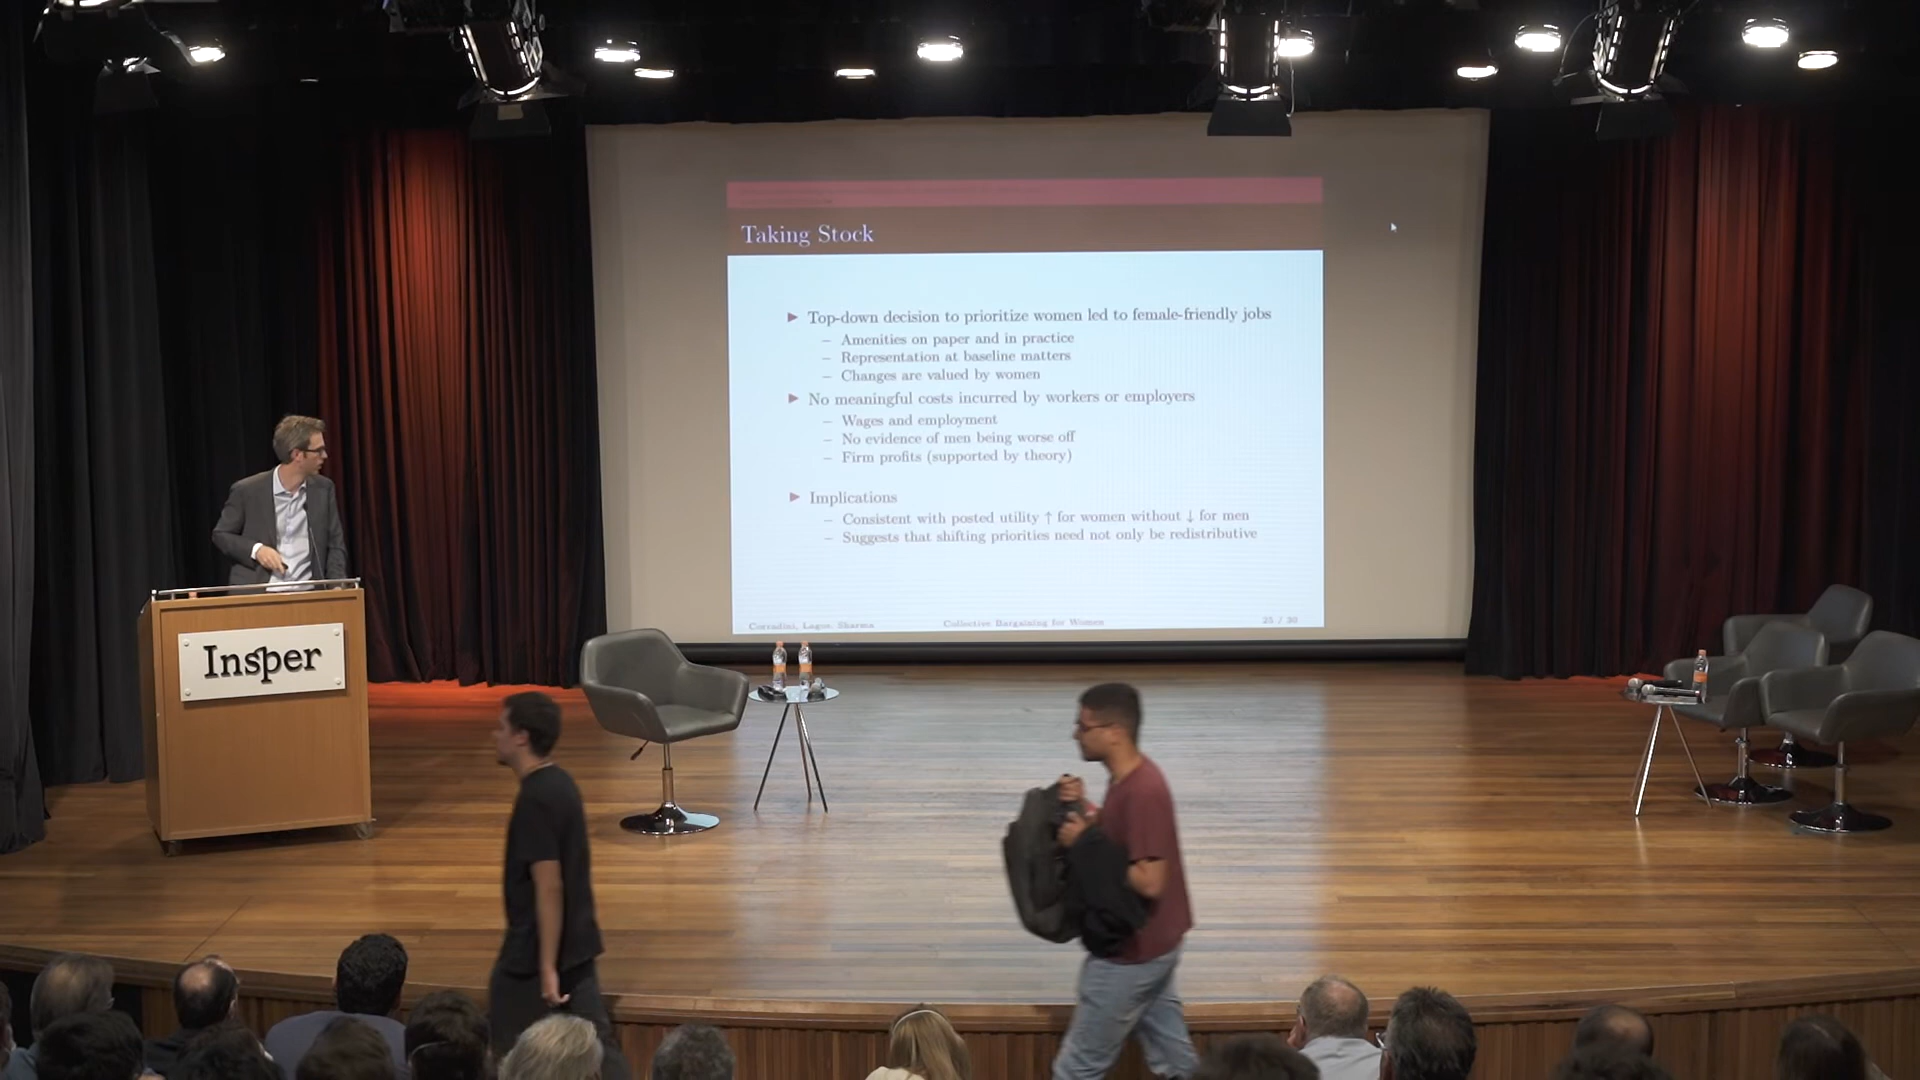 Taking Stock
▶ Top-down decision to prioritize women led to female-friendly jobs
– Amenities on paper and in practice
– Representation at baseline matters
– Changes are valued by women
▶ No meaningful costs incurred by workers or employers
– Wages and employment
– No evidence of men being worse off
– Firm profits (supported by theory)
▶ Implications
– Consistent with posted utility ↑ for women without ↓ for men
– Suggests that shifting priorities need not only be redistributive
Corradini, Lagos, Sharma Collective Bargaining for Women 25 / 30
Insper